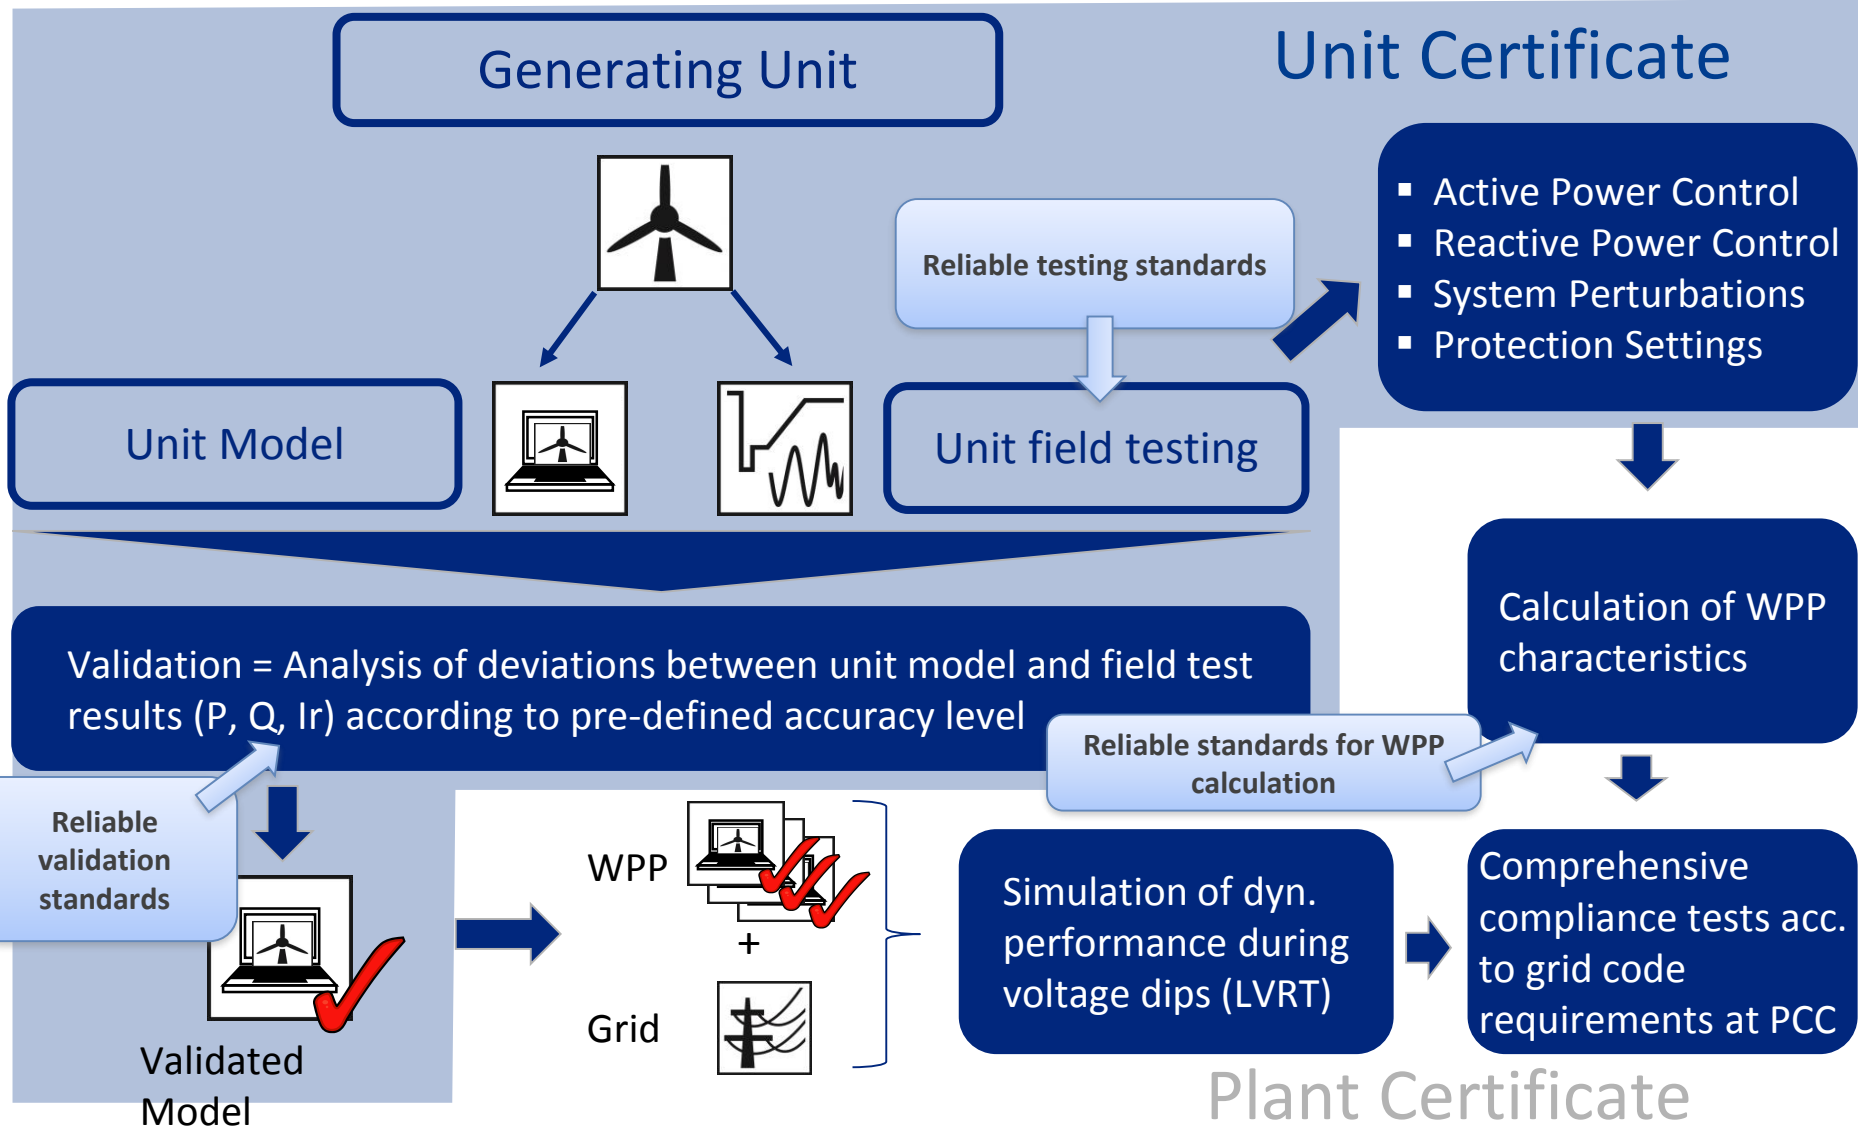 Generating Unit
Unit Certificate
Reliable testing standards
▪ Active Power Control
▪ Reactive Power Control
▪ System Perturbations
▪ Protection Settings
Unit Model
Unit field testing
Validation = Analysis of deviations between unit model and field test
results (P, Q, Ir) according to pre-defined accuracy level
Calculation of WPP
characteristics
Reliable standards for WPP
calculation
Reliable
validation
standards
Validated
Model
WPP
+
Grid
Simulation of dyn.
performance during
voltage dips (LVRT)
Comprehensive
compliance tests acc.
to grid code
requirements at PCC
Plant Certificate